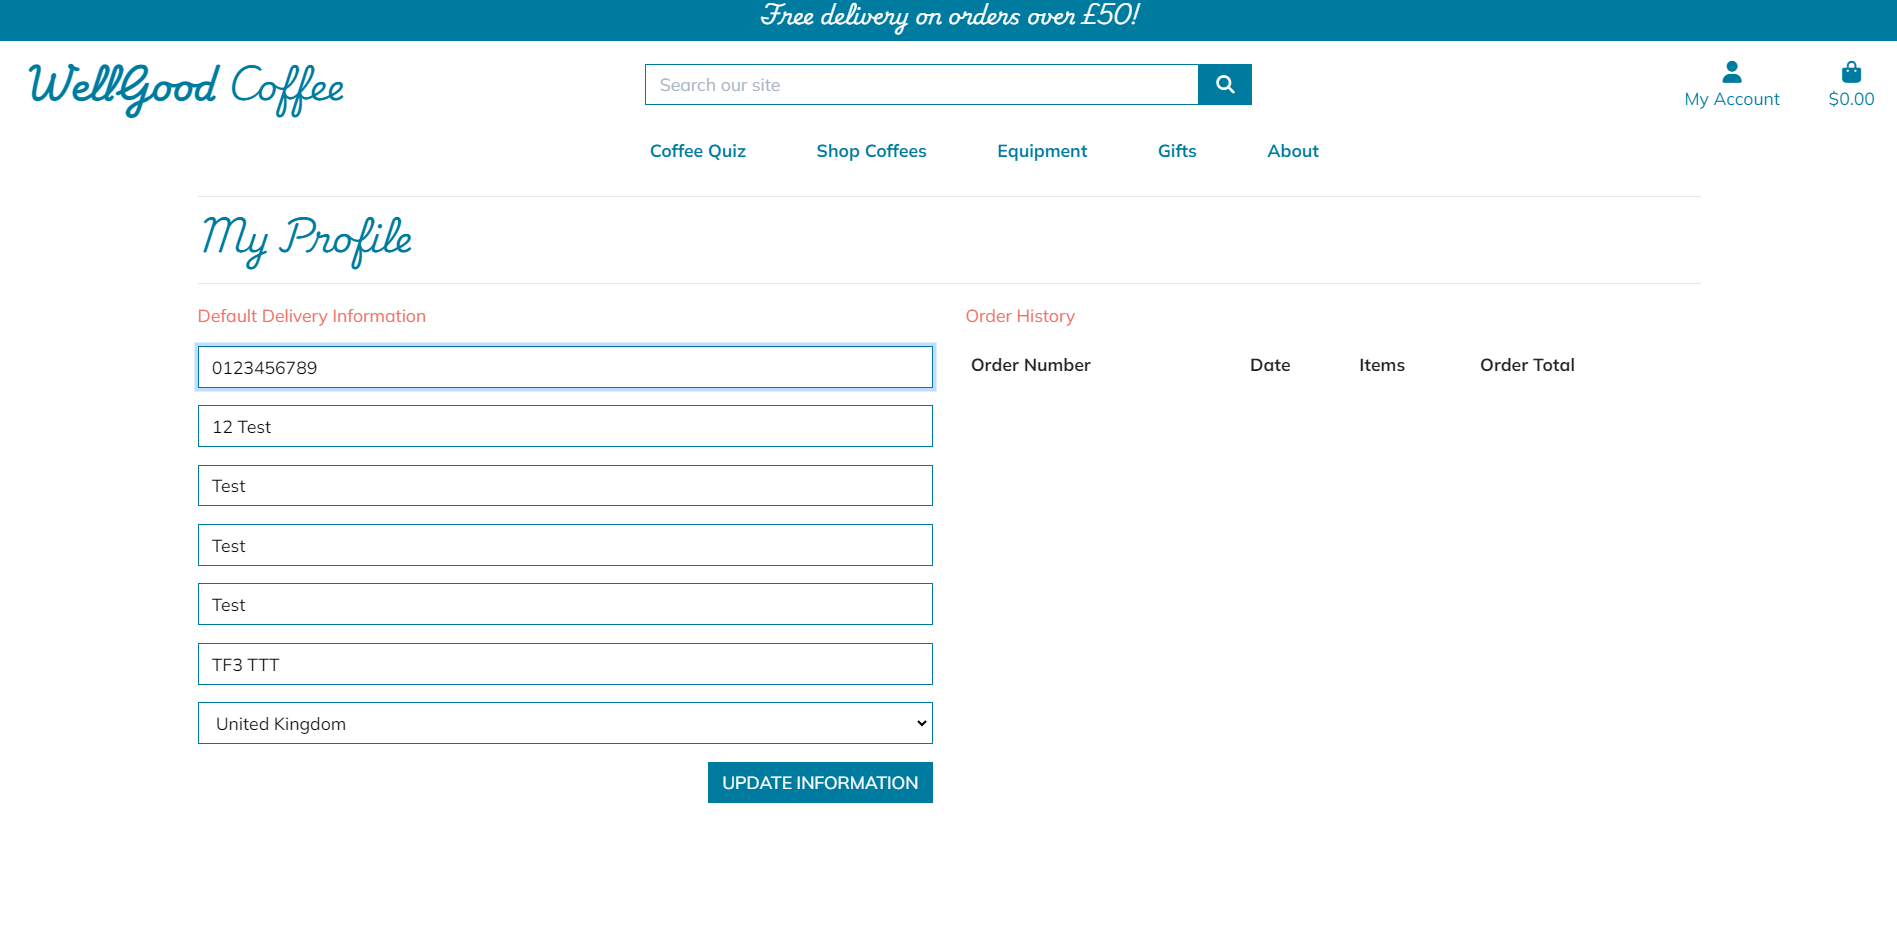 Free delivery on orders over £50!
WellGood Coffee
Search our site
My Account
$0.00
Coffee Quiz Shop Coffees Equipment Gifts About
My Profile
Default Delivery Information
0123456789
12 Test
Test
Test
Test
TF3 TTT
United Kingdom
UPDATE INFORMATION
Order History
Order Number Date Items Order Total